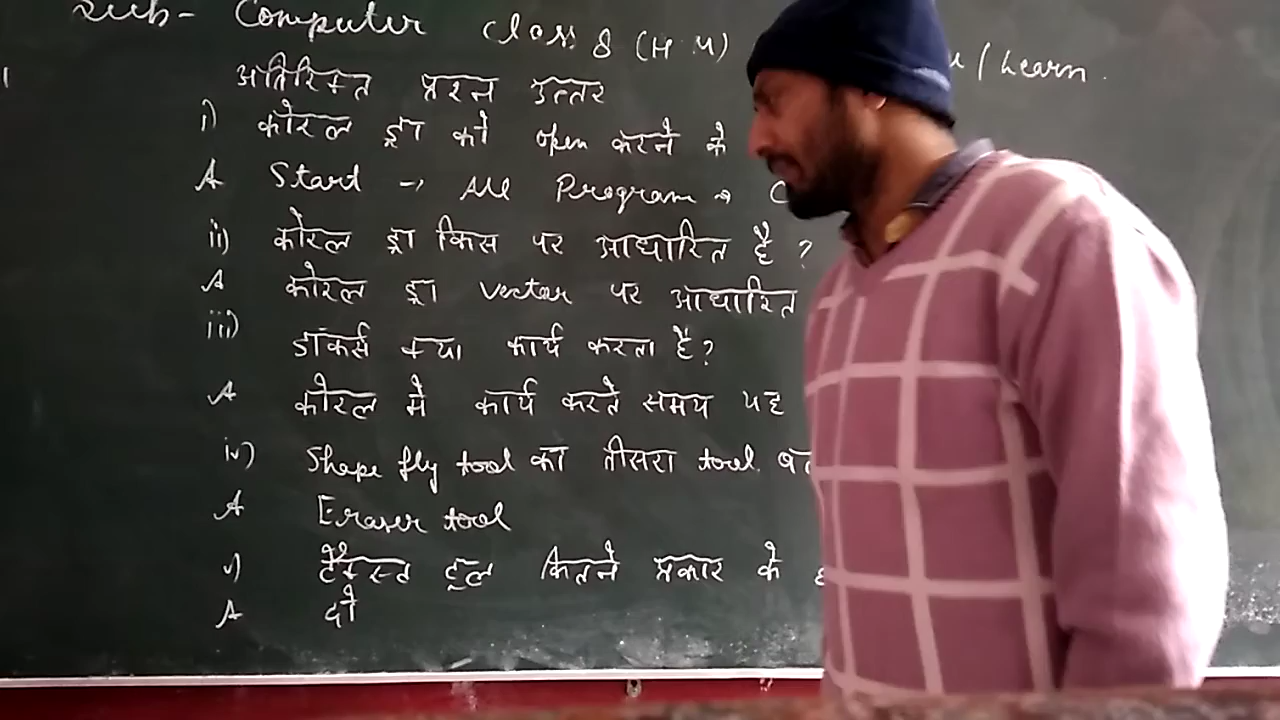 Sub- Computer Class 8 (H M) / Learn.
अतिरिक्त प्रश्न उत्तर
i) कोरल ड्रा को open करने के
A Start → All Program → C
ii) कोरल ड्रा किस पर आधारित है ?
A कोरल ड्रा vector पर आधारित
iii) डॉकर्स क्या कार्य करता है ?
A कोरल में कार्य करते समय यह
iv) Shape fly tool का तीसरा tool
A Eraser tool
v) टेक्स्ट टूल कितने प्रकार के
A दो